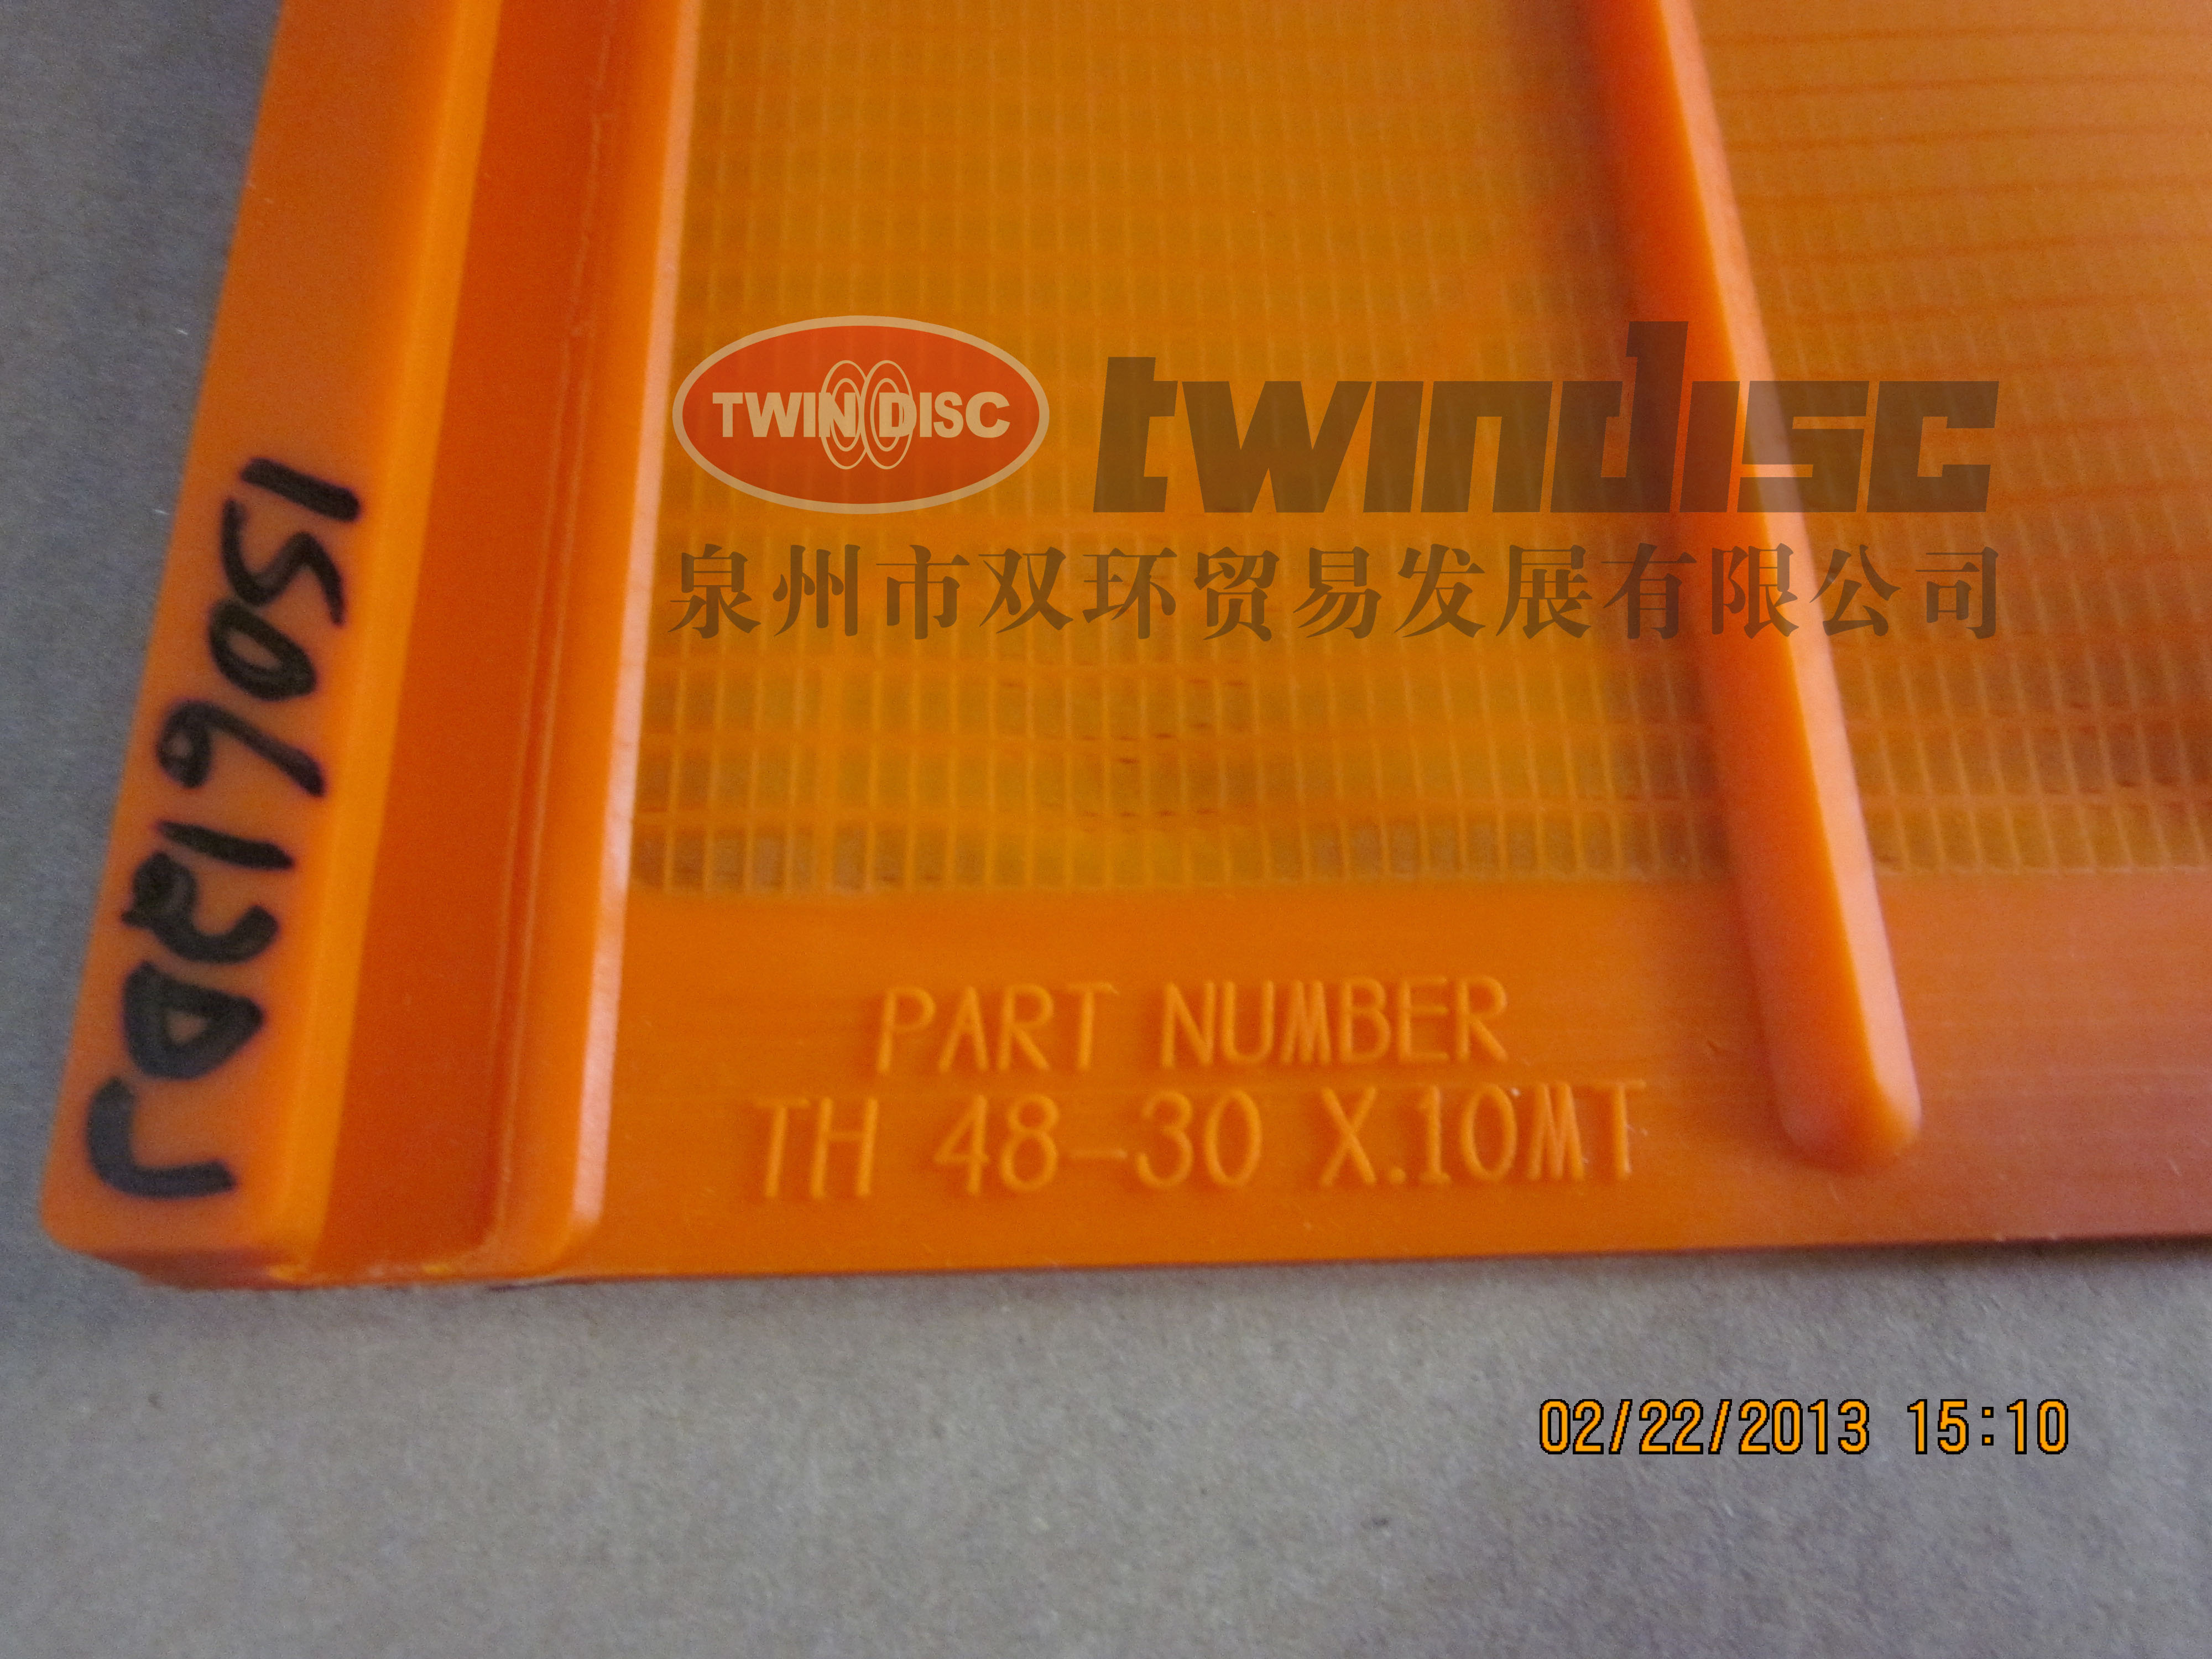 TWIN DISC twindisc
泉州市双环贸易发展有限公司
PART NUMBER
TH 48-30 X.10MT
02/22/2013 15:10